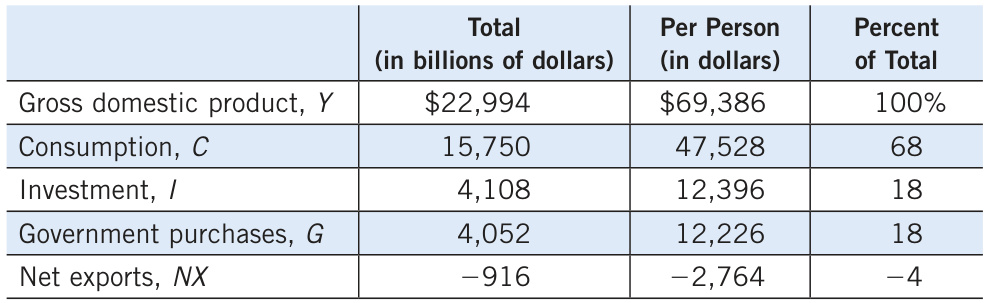 Total Per Person Percent
(in billions of dollars) (in dollars) of Total
Gross domestic product, Y $22,994 $69,386 100%
Consumption, C 15,750 47,528 68
Investment, I 4,108 12,396 18
Government purchases, G 4,052 12,226 18
Net exports, NX −916 −2,764 −4